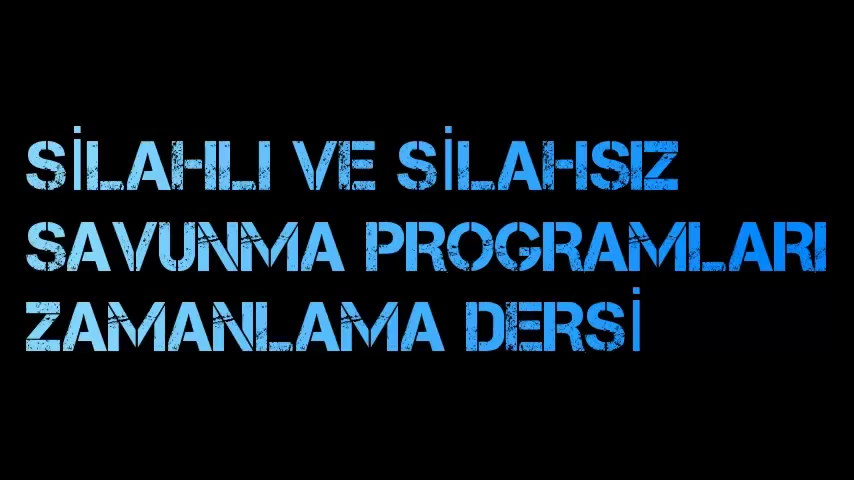 SİLAHLI VE SİLAHSIZ
SAVUNMA PROGRAMLARI
ZAMANLAMA DERSİ